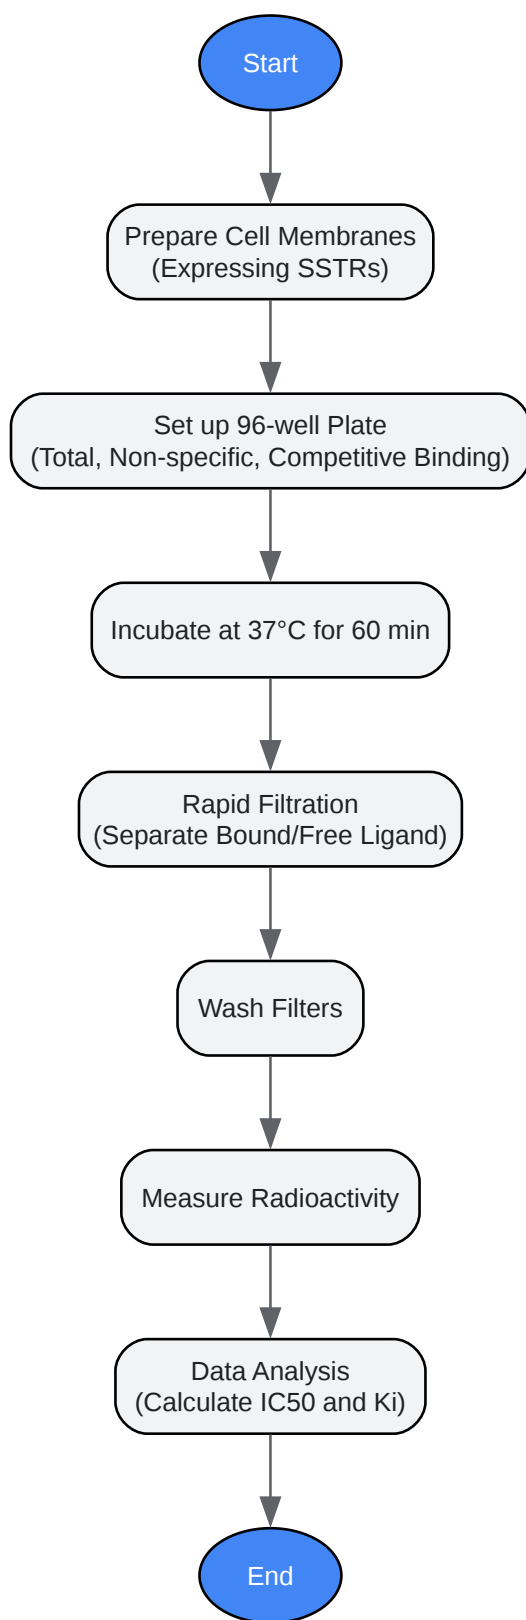 Start
Prepare Cell Membranes
(Expressing SSTRs)
Set up 96-well Plate
(Total, Non-specific, Competitive Binding)
Incubate at 37°C for 60 min
Rapid Filtration
(Separate Bound/Free Ligand)
Wash Filters
Measure Radioactivity
Data Analysis
(Calculate IC50 and Ki)
End